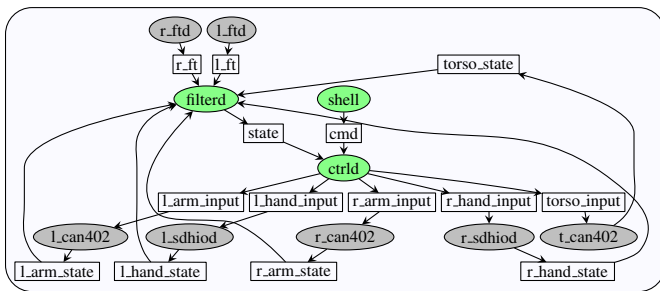 r_ftd
l_ftd
r_ft
l_ft
torso_state
filterd
shell
state
cmd
ctrld
l_arm_input
l_hand_input
r_arm_input
r_hand_input
torso_input
l_can402
l_sdhiod
r_can402
r_sdhiod
t_can402
l_arm_state
l_hand_state
r_arm_state
r_hand_state